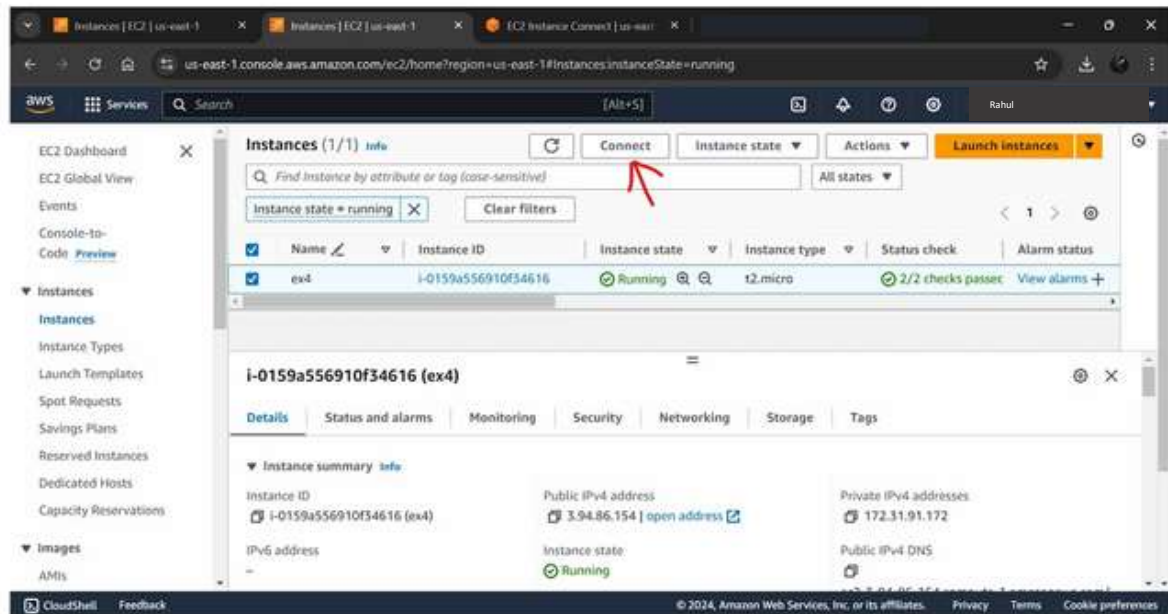 Instances | EC2 | us-east-1
Instances | EC2 | us-east-1
EC2 Instance Connect | us-east
us-east-1.console.aws.amazon.com/ec2/home?region=us-east-1#Instances:instanceState=running
aws Services Search [Alt+S] Rahul
EC2 Dashboard
EC2 Global View
Events
Console-to-
Code Preview
Instances
Instances
Instance Types
Launch Templates
Spot Requests
Savings Plans
Reserved Instances
Dedicated Hosts
Capacity Reservations
Images
AMIs
Instances (1/1) Info Connect Instance state Actions Launch instances
Find Instance by attribute or tag (case-sensitive) All states
Instance state = running Clear filters 1
Name Instance ID Instance state Instance type Status check Alarm status
ex4 i-0159a556910f34616 Running t2.micro 2/2 checks passec View alarms +
i-0159a556910f34616 (ex4)
Details Status and alarms Monitoring Security Networking Storage Tags
Instance summary Info
Instance ID Public IPv4 address Private IPv4 addresses
i-0159a556910f34616 (ex4) 3.94.86.154 | open address 172.31.91.172
IPv6 address Instance state Public IPv4 DNS
– Running
CloudShell Feedback © 2024, Amazon Web Services, Inc. or its affiliates. Privacy Terms Cookie preferences